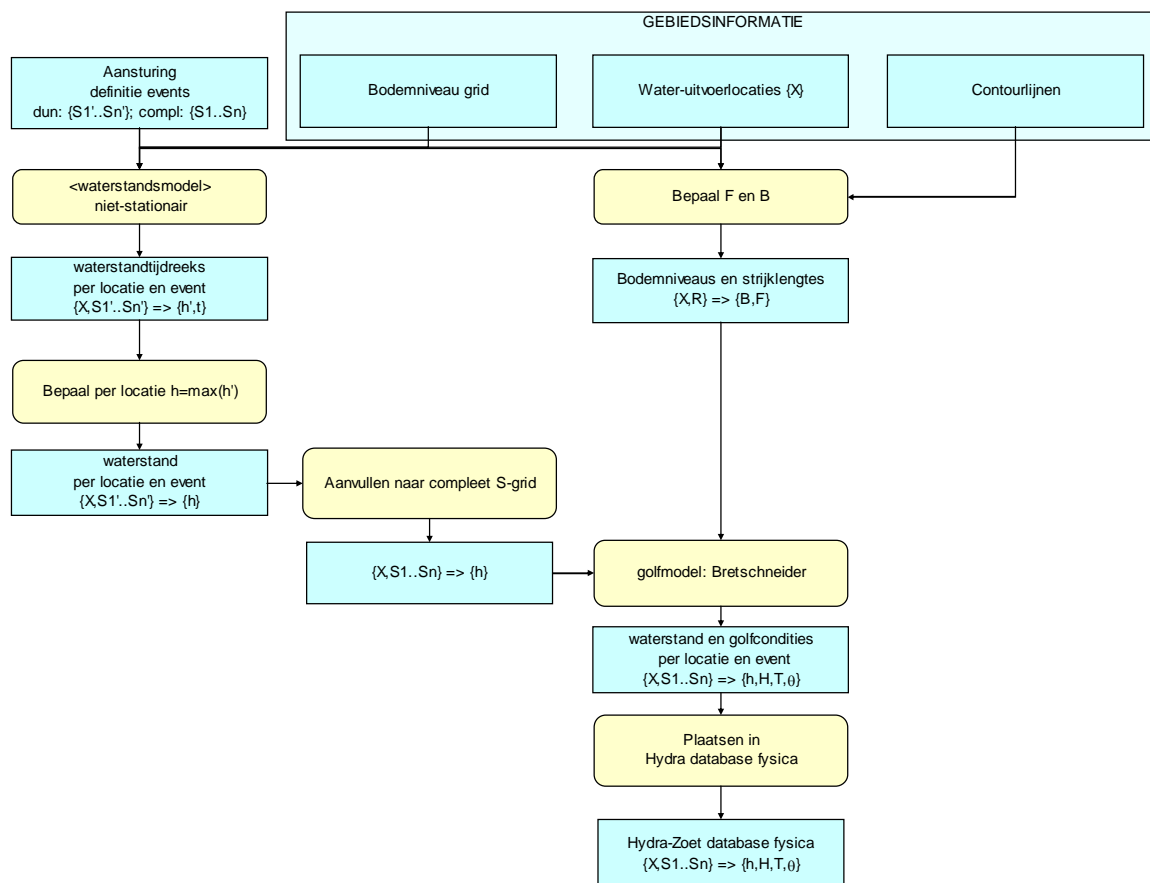 GEBIEDSINFORMATIE
Aansturing
definitie events
dun: {S1'..Sn'}; compl: {S1..Sn}
Bodemniveau grid
Water-uitvoerlocaties {X}
Contourlijnen
<waterstandsmodel>
niet-stationair
Bepaal F en B
waterstandtijdreeks
per locatie en event
{X,S1'..Sn'} => {h',t}
Bodemniveaus en strijklengtes
{X,R} => {B,F}
Bepaal per locatie h=max(h')
waterstand
per locatie en event
{X,S1'..Sn'} => {h}
Aanvullen naar compleet S-grid
{X,S1..Sn} => {h}
golfmodel: Bretschneider
waterstand en golfcondities
per locatie en event
{X,S1..Sn} => {h,H,T,θ}
Plaatsen in
Hydra database fysica
Hydra-Zoet database fysica
{X,S1..Sn} => {h,H,T,θ}